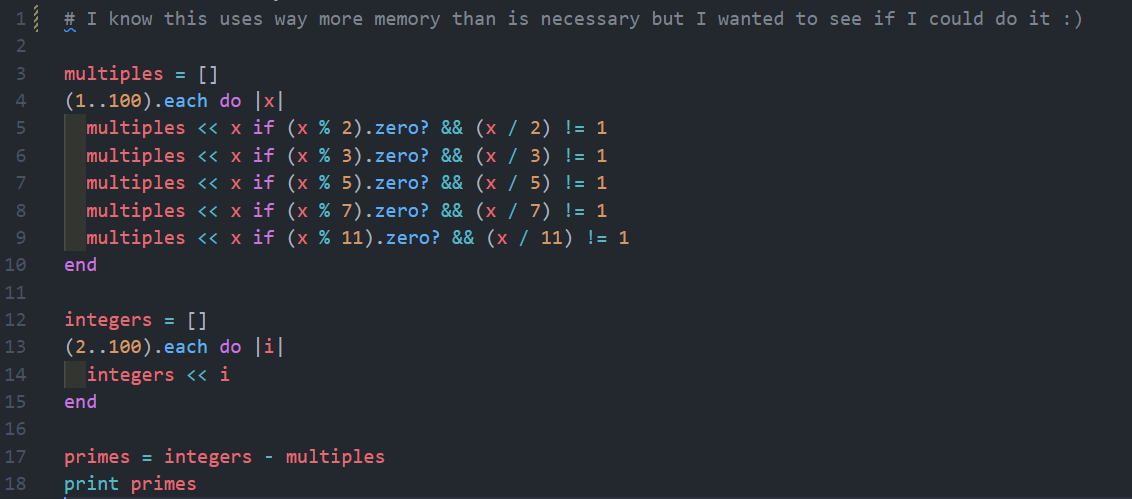 1 # I know this uses way more memory than is necessary but I wanted to see if I could do it :)
2
3 multiples = []
4 (1..100).each do |x|
5   multiples << x if (x % 2).zero? && (x / 2) != 1
6   multiples << x if (x % 3).zero? && (x / 3) != 1
7   multiples << x if (x % 5).zero? && (x / 5) != 1
8   multiples << x if (x % 7).zero? && (x / 7) != 1
9   multiples << x if (x % 11).zero? && (x / 11) != 1
10 end
11
12 integers = []
13 (2..100).each do |i|
14   integers << i
15 end
16
17 primes = integers - multiples
18 print primes